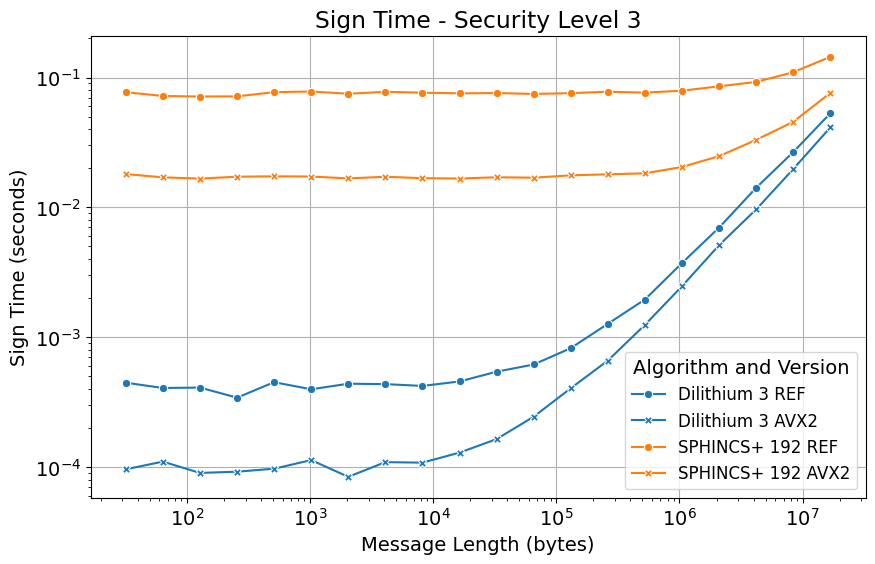 Sign Time - Security Level 3
Sign Time (seconds)
10⁻¹
10⁻²
10⁻³
10⁻⁴
Algorithm and Version
Dilithium 3 REF
Dilithium 3 AVX2
SPHINCS+ 192 REF
SPHINCS+ 192 AVX2
10² 10³ 10⁴ 10⁵ 10⁶ 10⁷
Message Length (bytes)